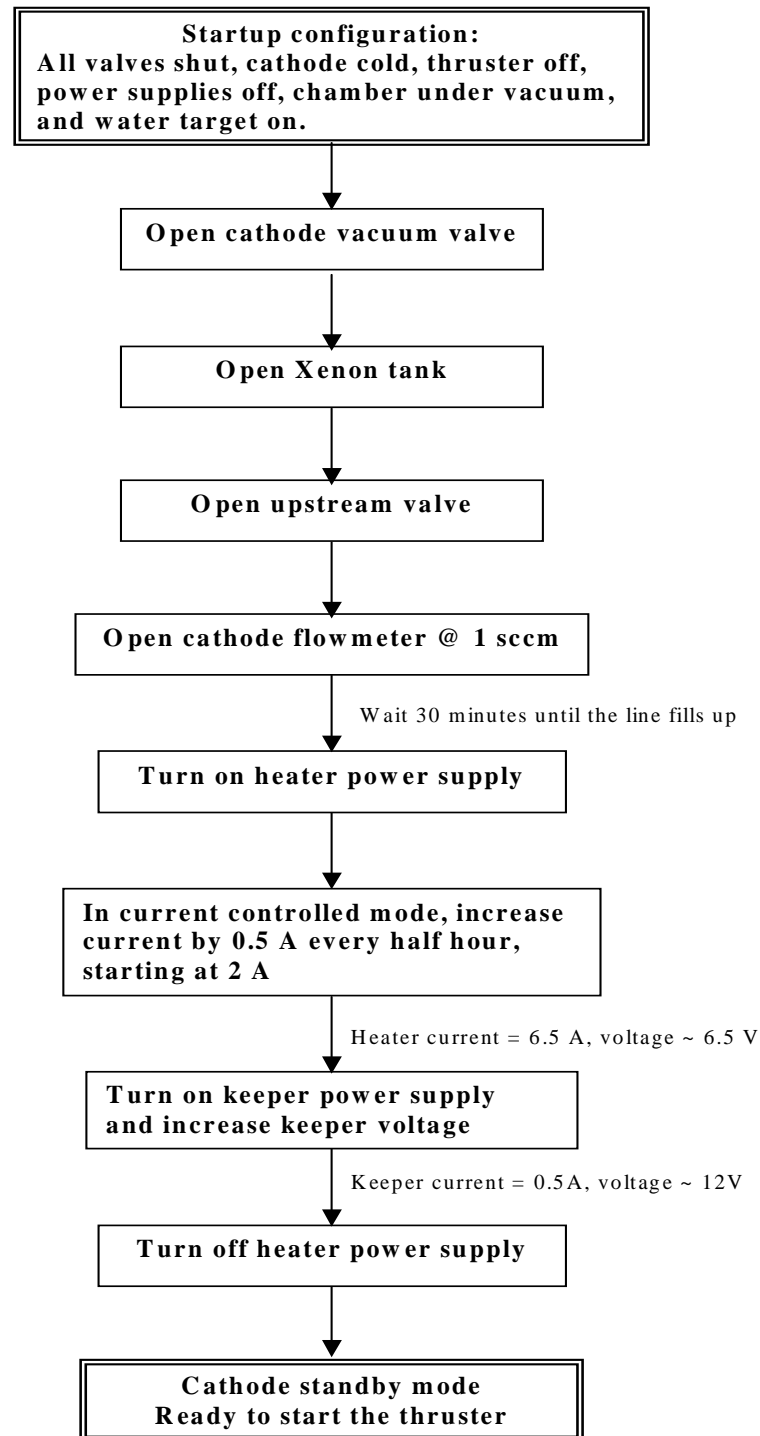 Startup configuration:
All valves shut, cathode cold, thruster off,
power supplies off, chamber under vacuum,
and water target on.
Open cathode vacuum valve
Open Xenon tank
Open upstream valve
Open cathode flowmeter @ 1 sccm
Wait 30 minutes until the line fills up
Turn on heater power supply
In current controlled mode, increase
current by 0.5 A every half hour,
starting at 2 A
Heater current = 6.5 A, voltage ~ 6.5 V
Turn on keeper power supply
and increase keeper voltage
Keeper current = 0.5A, voltage ~ 12V
Turn off heater power supply
Cathode standby mode
Ready to start the thruster